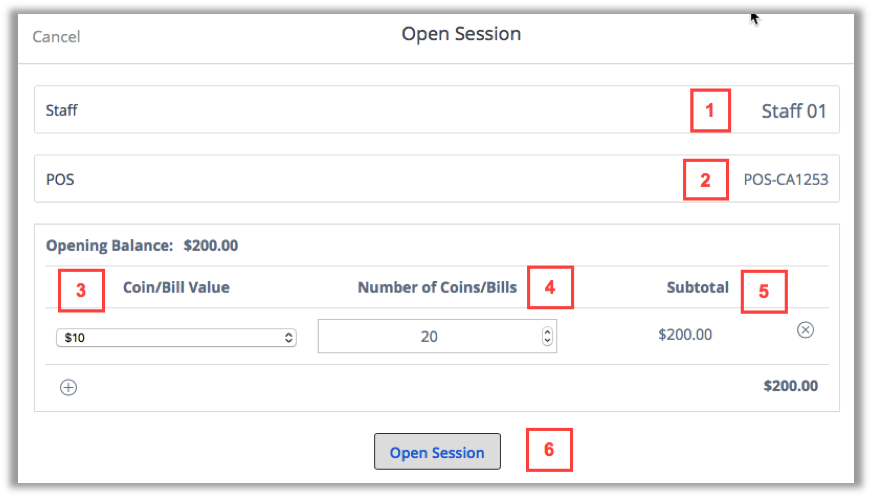 Cancel Open Session
Staff 1 Staff 01
POS 2 POS-CA1253
Opening Balance: $200.00
3 Coin/Bill Value Number of Coins/Bills 4 Subtotal 5
$10 20 $200.00
$200.00
Open Session 6